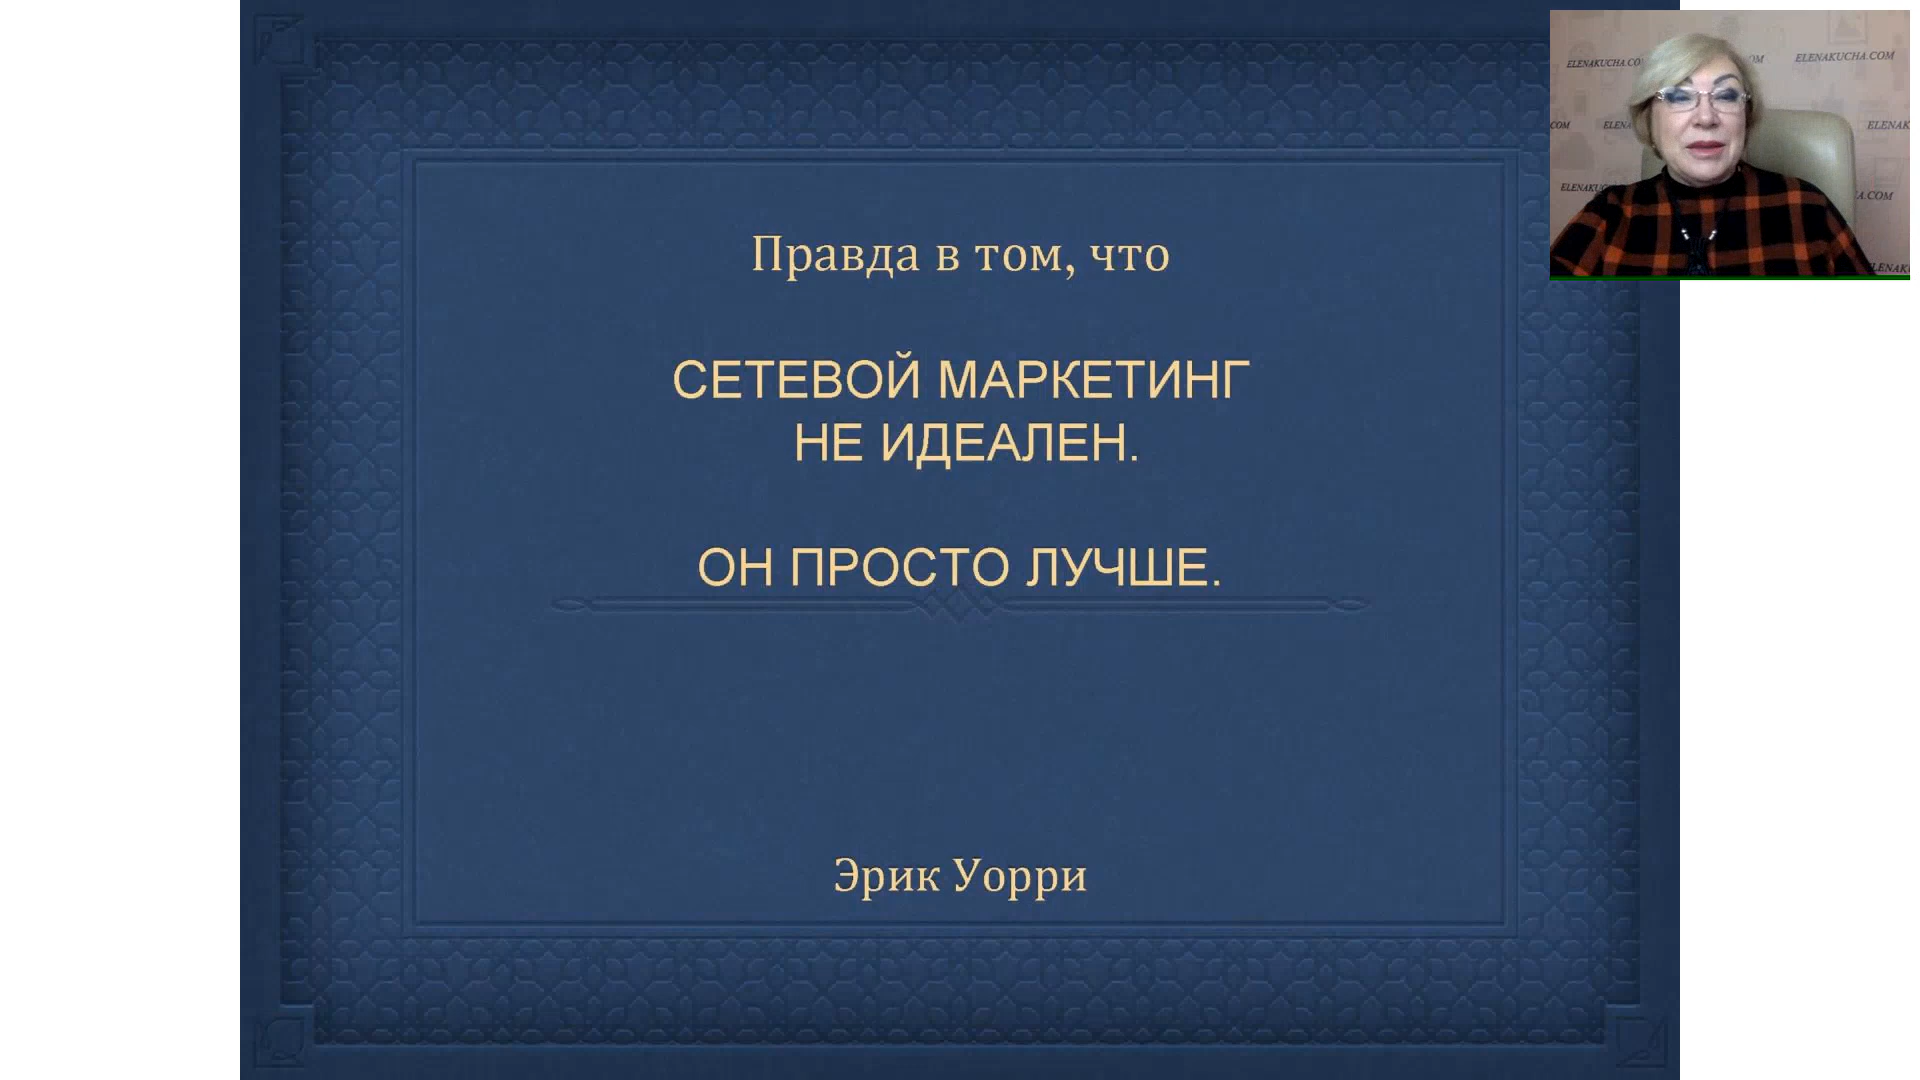 Правда в том, что
СЕТЕВОЙ МАРКЕТИНГ
НЕ ИДЕАЛЕН.
ОН ПРОСТО ЛУЧШЕ.
Эрик Уорри
ELENAKUCHA.COM